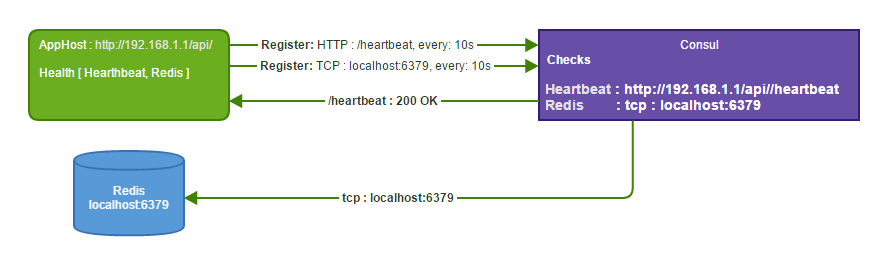 AppHost : http://192.168.1.1/api/
Health [ Hearthbeat, Redis ]
Register: HTTP : /heartbeat, every: 10s
Register: TCP : localhost:6379, every: 10s
/heartbeat : 200 OK
Consul
Checks
Heartbeat : http://192.168.1.1/api//heartbeat
Redis : tcp : localhost:6379
Redis
localhost:6379
tcp : localhost:6379